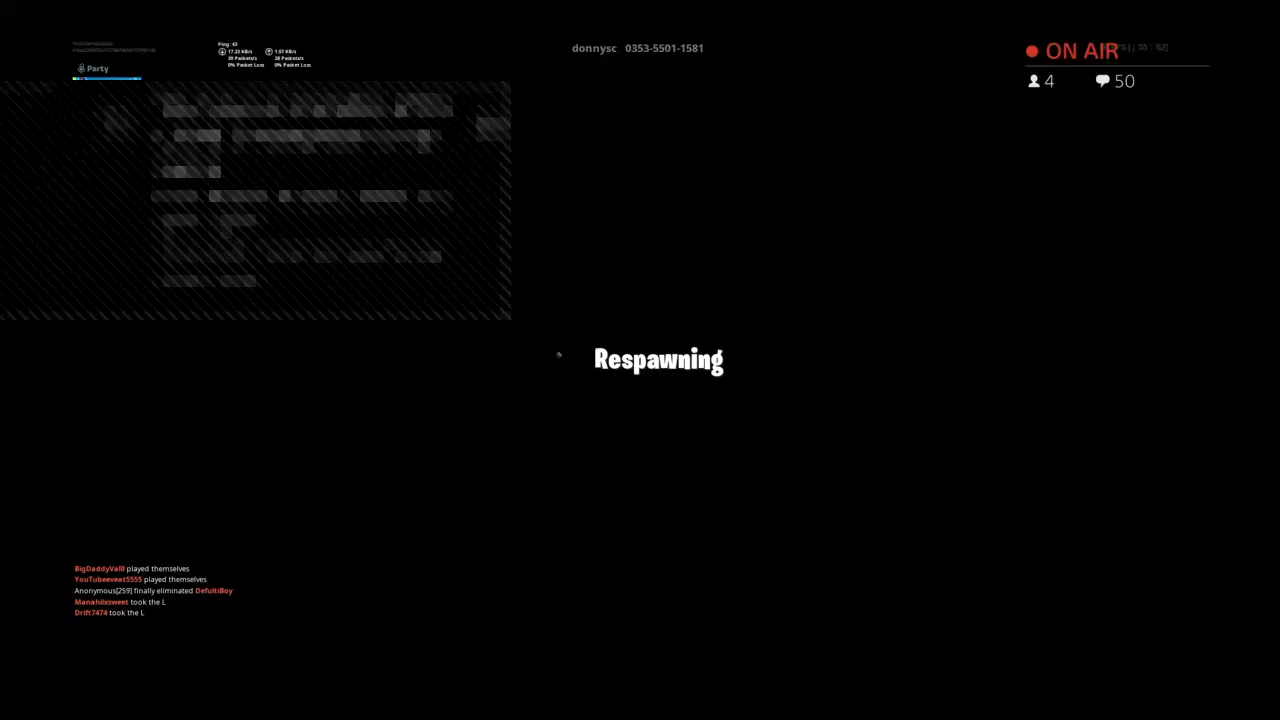 Ping: 43
17.23 KB/s 1.07 KB/s
39 Packets/s 28 Packets/s
0% Packet Loss 0% Packet Loss
Party
donnysc 0353-5501-1581
ON AIR
4 50
Respawning
BigDaddyValll played themselves
YouTubeeveat5555 played themselves
Anonymous[259] finally eliminated DefultiBoy
Manahilxsweet took the L
Drift7474 took the L